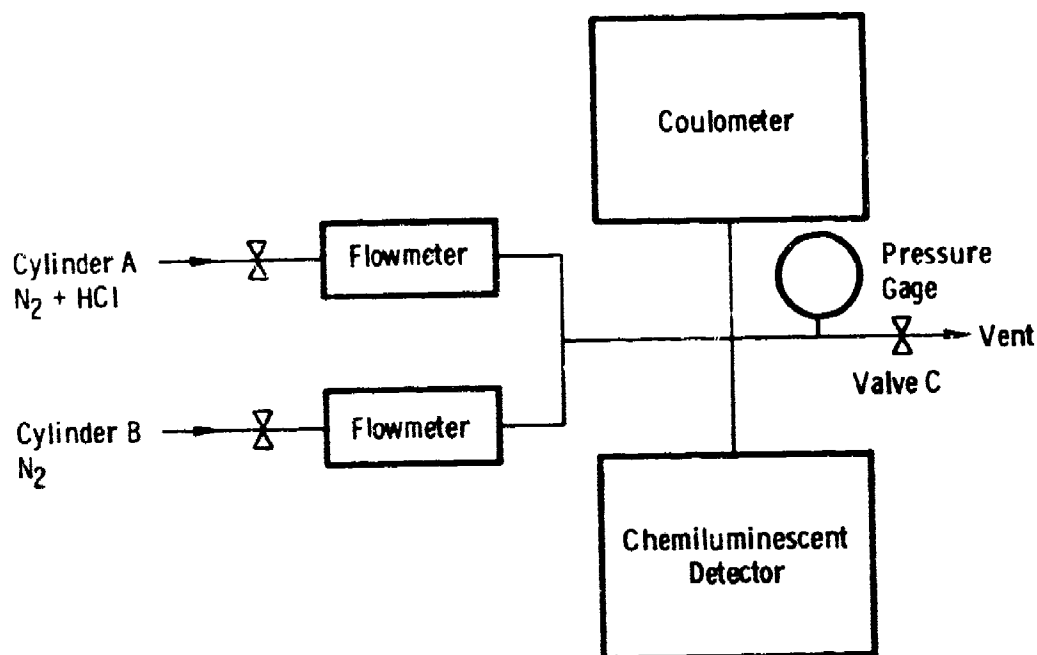 Coulometer
Cylinder A
N₂ + HCl
Flowmeter
Pressure
Gage
Vent
Valve C
Cylinder B
N₂
Flowmeter
Chemiluminescent
Detector